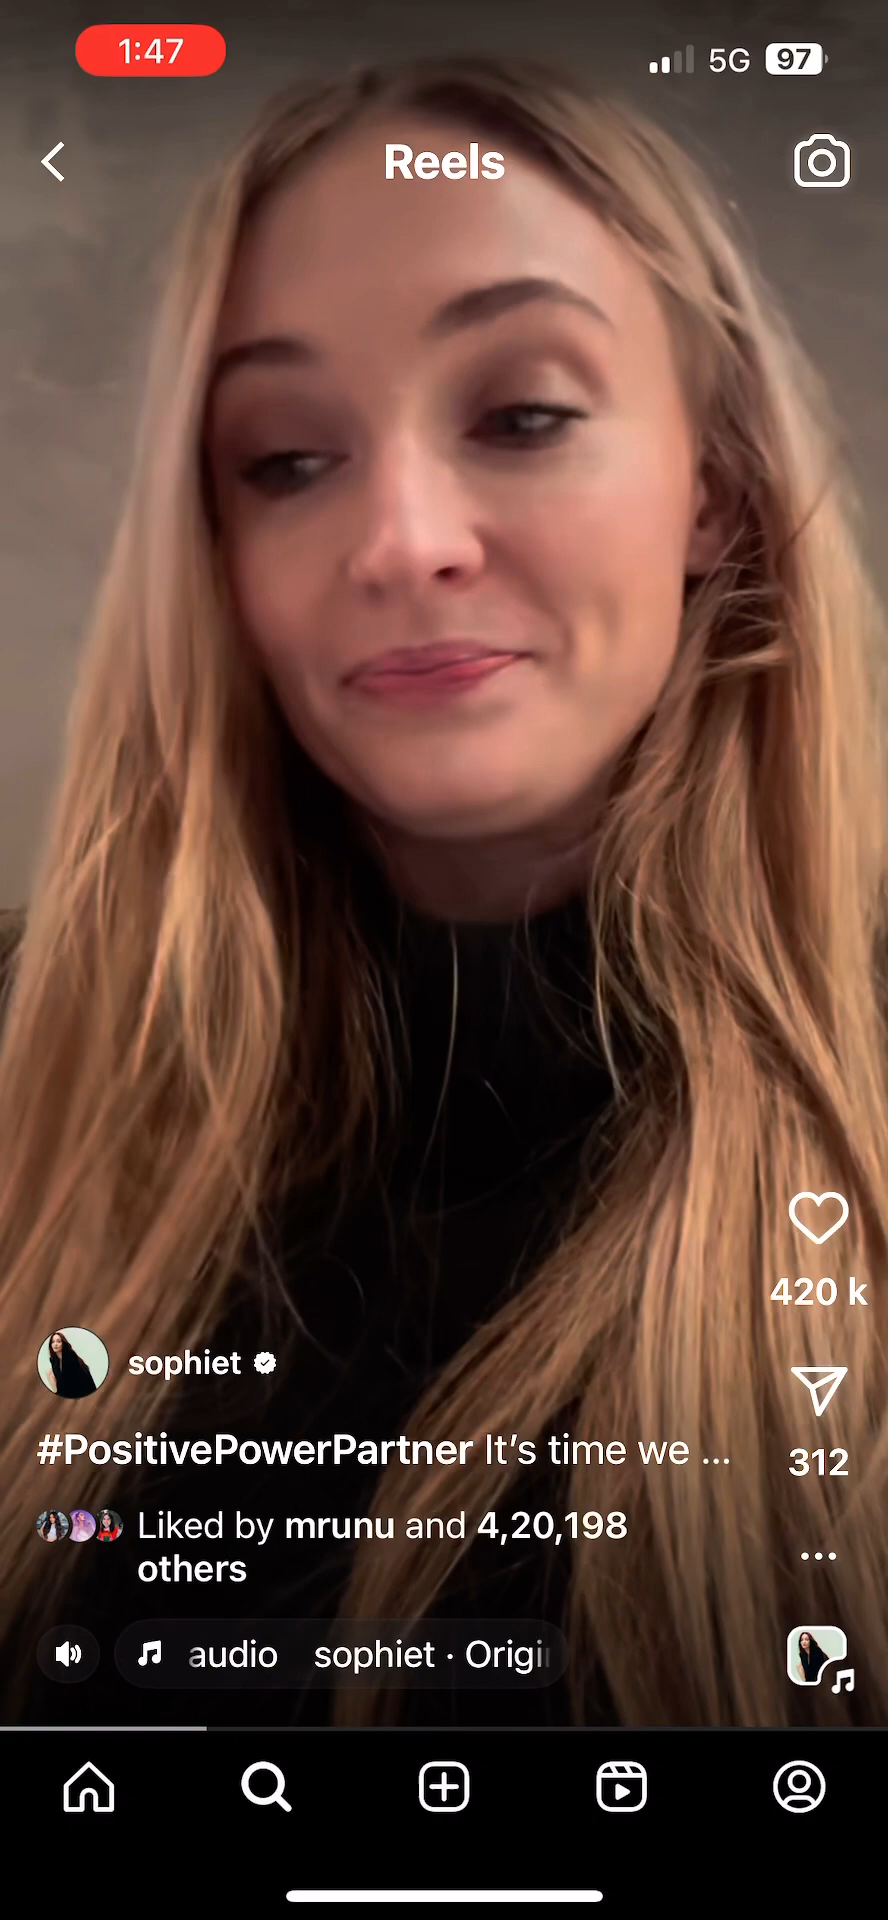 1:47
5G 97
Reels
420 k
sophiet
#PositivePowerPartner It’s time we ...
312
Liked by mrunu and 4,20,198
others
audio sophiet · Origi